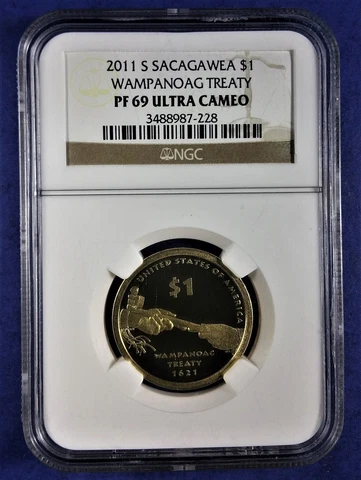 2011 S SACAGAWEA $1
WAMPANOAG TREATY
PF 69 ULTRA CAMEO
3488987-228
NGC
UNITED STATES OF AMERICA
$1
WAMPANOAG
TREATY
1621